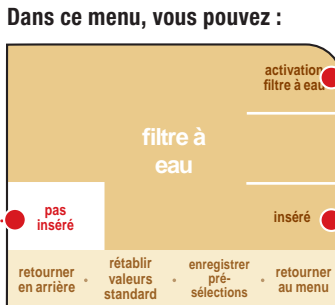 Dans ce menu, vous pouvez :
activation
filtre à eau
filtre à
eau
pas
inséré
inséré
retourner
en arrière
rétablir
valeurs
standard
enregistrer
pré-
sélections
retourner
au menu